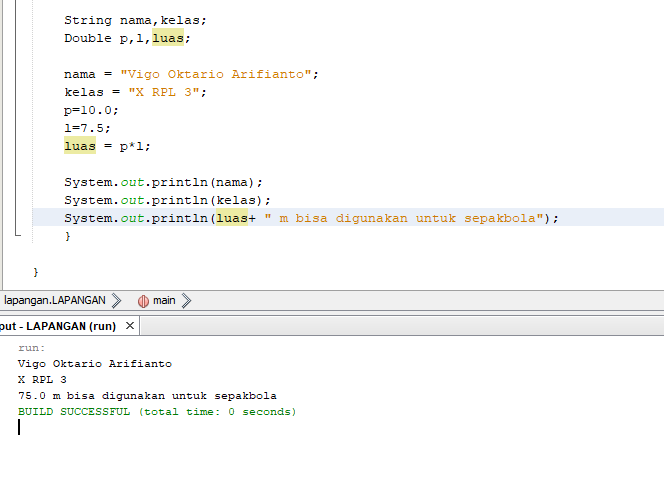 String nama,kelas;
Double p,l,luas;
nama = "Vigo Oktario Arifianto";
kelas = "X RPL 3";
p=10.0;
l=7.5;
luas = p*l;
System.out.println(nama);
System.out.println(kelas);
System.out.println(luas+ " m bisa digunakan untuk sepakbola");
}
}
lapangan.LAPANGAN main
put - LAPANGAN (run) ×
run:
Vigo Oktario Arifianto
X RPL 3
75.0 m bisa digunakan untuk sepakbola
BUILD SUCCESSFUL (total time: 0 seconds)